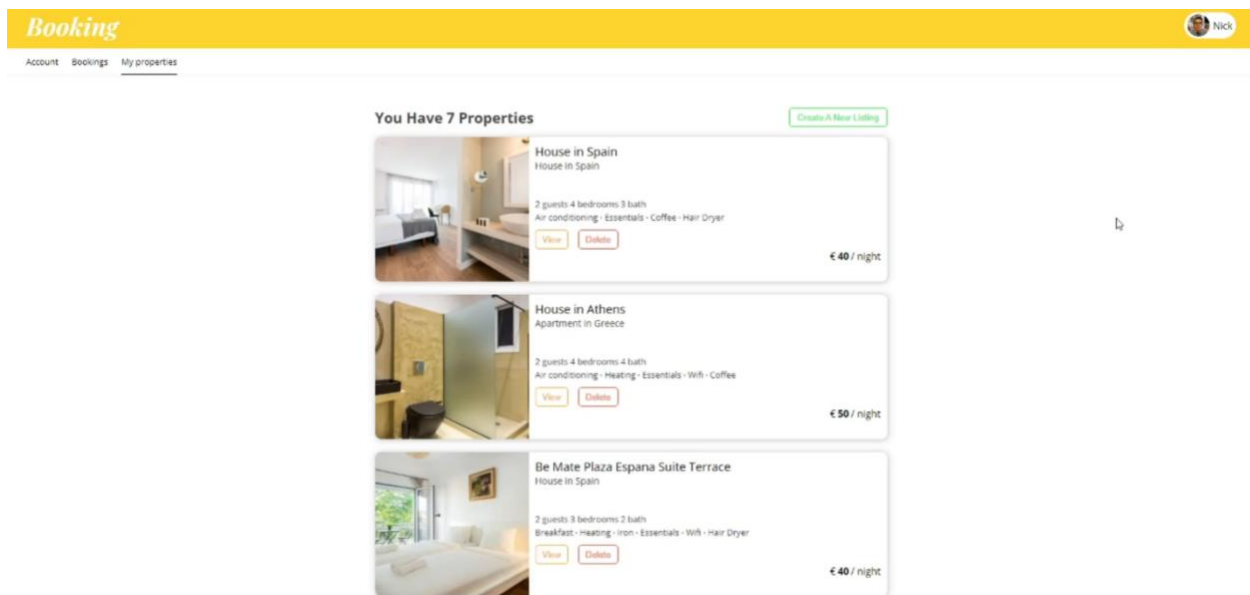 Booking
Nick
Account Bookings My properties
You Have 7 Properties
Create A New Listing
House in Spain
House in Spain
2 guests 4 bedrooms 3 bath
Air conditioning - Essentials - Coffee - Hair Dryer
View Delete
€ 40 / night
House in Athens
Apartment in Greece
2 guests 4 bedrooms 4 bath
Air conditioning - Heating - Essentials - Wifi - Coffee
View Delete
€ 50 / night
Be Mate Plaza Espana Suite Terrace
House in Spain
2 guests 3 bedrooms 2 bath
Breakfast - Heating - Iron - Essentials - Wifi - Hair Dryer
View Delete
€ 40 / night